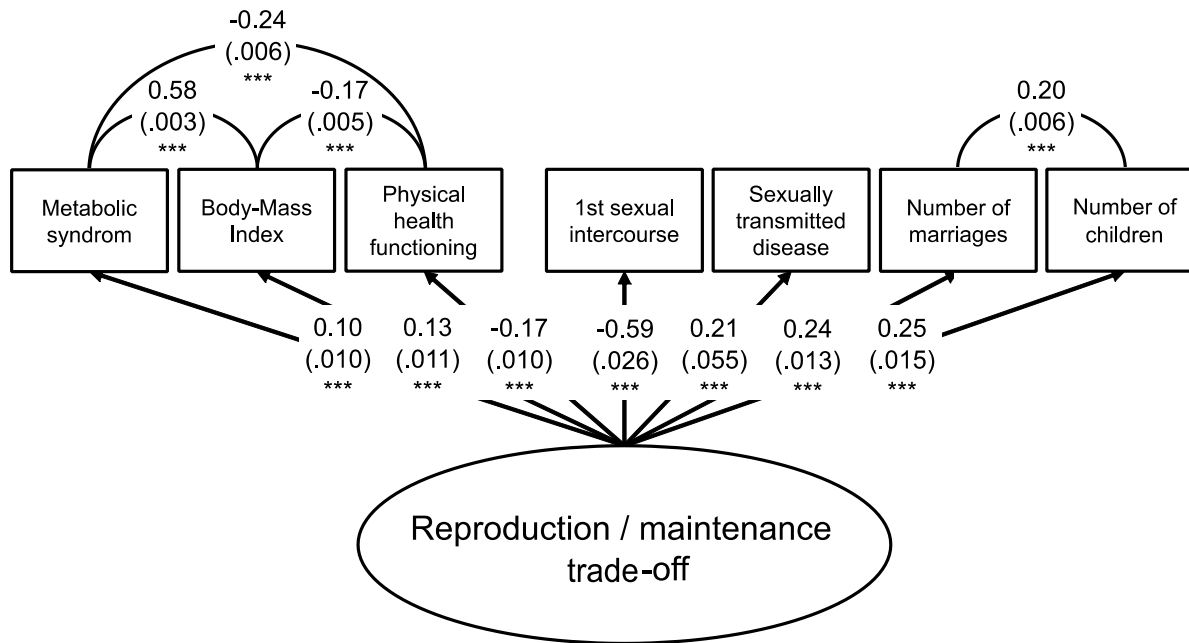 -0.24
(.006)
***
0.58
(.003)
***
-0.17
(.005)
***
0.20
(.006)
***
Metabolic
syndrom
Body-Mass
Index
Physical
health
functioning
1st sexual
intercourse
Sexually
transmitted
disease
Number of
marriages
Number of
children
0.10
(.010)
***
0.13
(.011)
***
-0.17
(.010)
***
-0.59
(.026)
***
0.21
(.055)
***
0.24
(.013)
***
0.25
(.015)
***
Reproduction / maintenance
trade-off